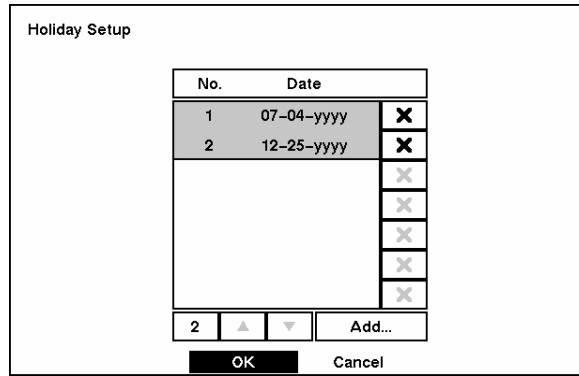 Holiday Setup
No. Date
1 07-04-yyyy
2 12-25-yyyy
2 Add...
OK Cancel